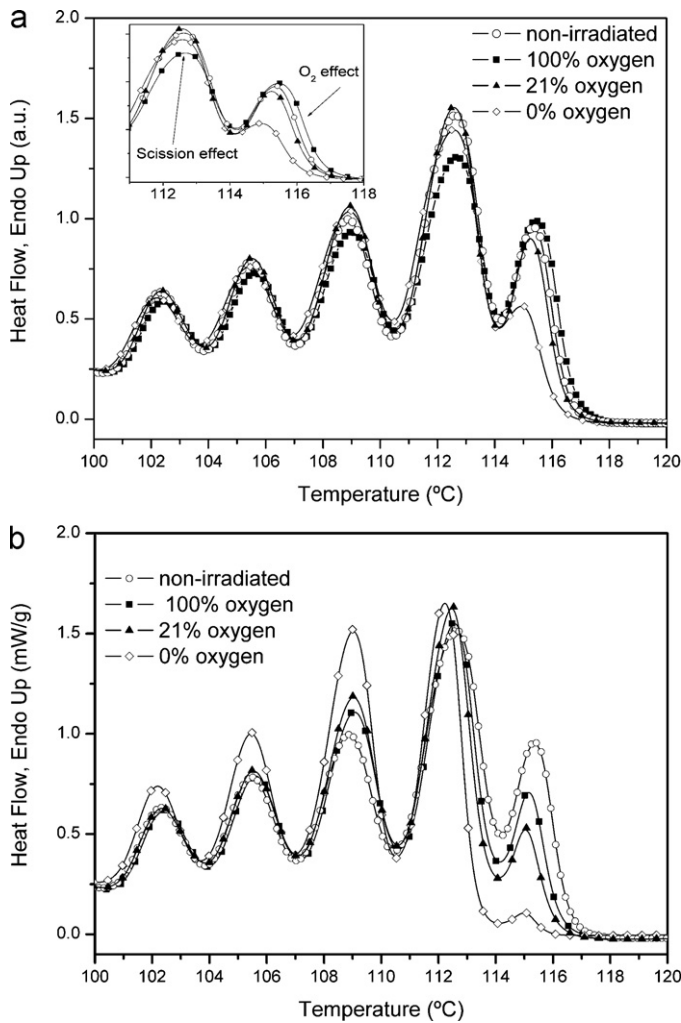 a
non-irradiated
100% oxygen
21% oxygen
0% oxygen
O2 effect
Scission effect
112 114 116 118
2.0
1.5
1.0
0.5
0.0
Heat Flow, Endo Up (a.u.)
100 102 104 106 108 110 112 114 116 118 120
Temperature (ºC)
b
non-irradiated
100% oxygen
21% oxygen
0% oxygen
2.0
1.5
1.0
0.5
0.0
Heat Flow, Endo Up (mW/g)
100 102 104 106 108 110 112 114 116 118 120
Temperature (ºC)